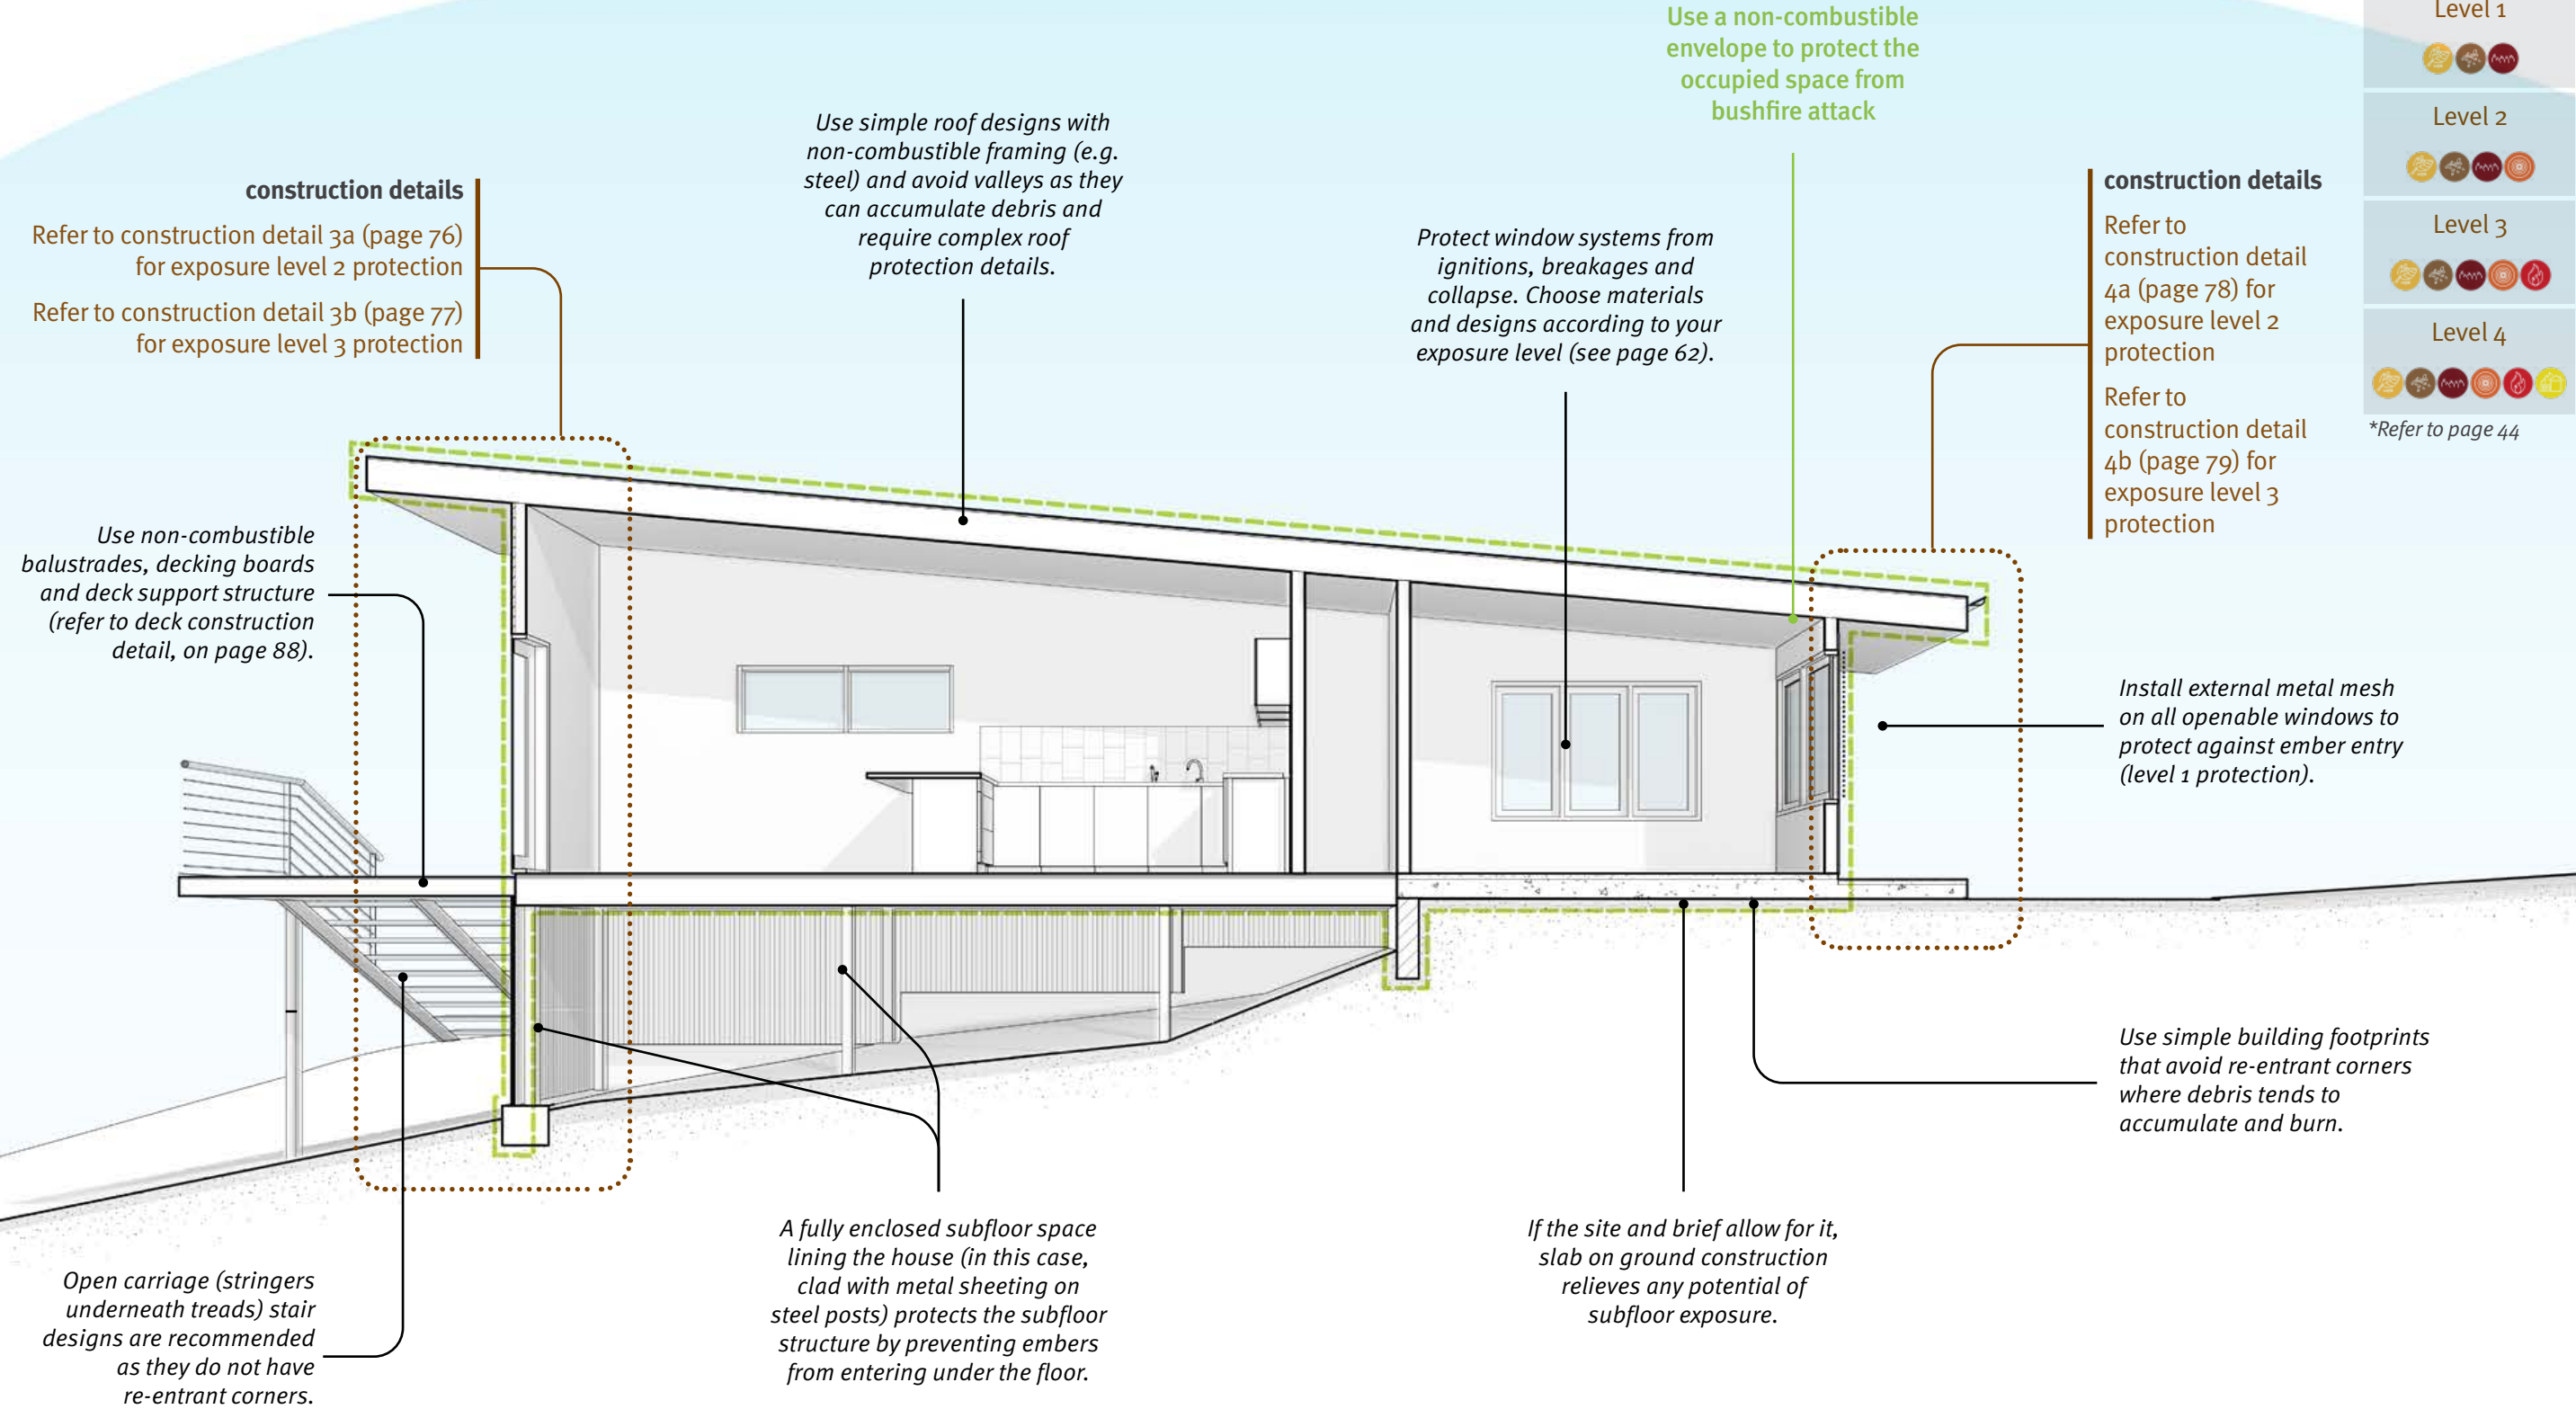 Use a non-combustible
envelope to protect the
occupied space from
bushfire attack
Level 1
Level 2
Level 3
Level 4
*Refer to page 44
Use simple roof designs with
non-combustible framing (e.g.
steel) and avoid valleys as they
can accumulate debris and
require complex roof
protection details.
construction details
Refer to construction detail 3a (page 76)
for exposure level 2 protection
Refer to construction detail 3b (page 77)
for exposure level 3 protection
Protect window systems from
ignitions, breakages and
collapse. Choose materials
and designs according to your
exposure level (see page 62).
construction details
Refer to
construction detail
4a (page 78) for
exposure level 2
protection
Refer to
construction detail
4b (page 79) for
exposure level 3
protection
Use non-combustible
balustrades, decking boards
and deck support structure
(refer to deck construction
detail, on page 88).
Install external metal mesh
on all openable windows to
protect against ember entry
(level 1 protection).
Use simple building footprints
that avoid re-entrant corners
where debris tends to
accumulate and burn.
Open carriage (stringers
underneath treads) stair
designs are recommended
as they do not have
re-entrant corners.
A fully enclosed subfloor space
lining the house (in this case,
clad with metal sheeting on
steel posts) protects the subfloor
structure by preventing embers
from entering under the floor.
If the site and brief allow for it,
slab on ground construction
relieves any potential of
subfloor exposure.